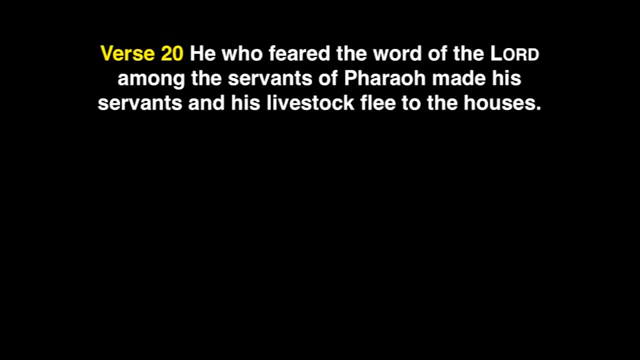 Verse 20 He who feared the word of the LORD
among the servants of Pharaoh made his
servants and his livestock flee to the houses.